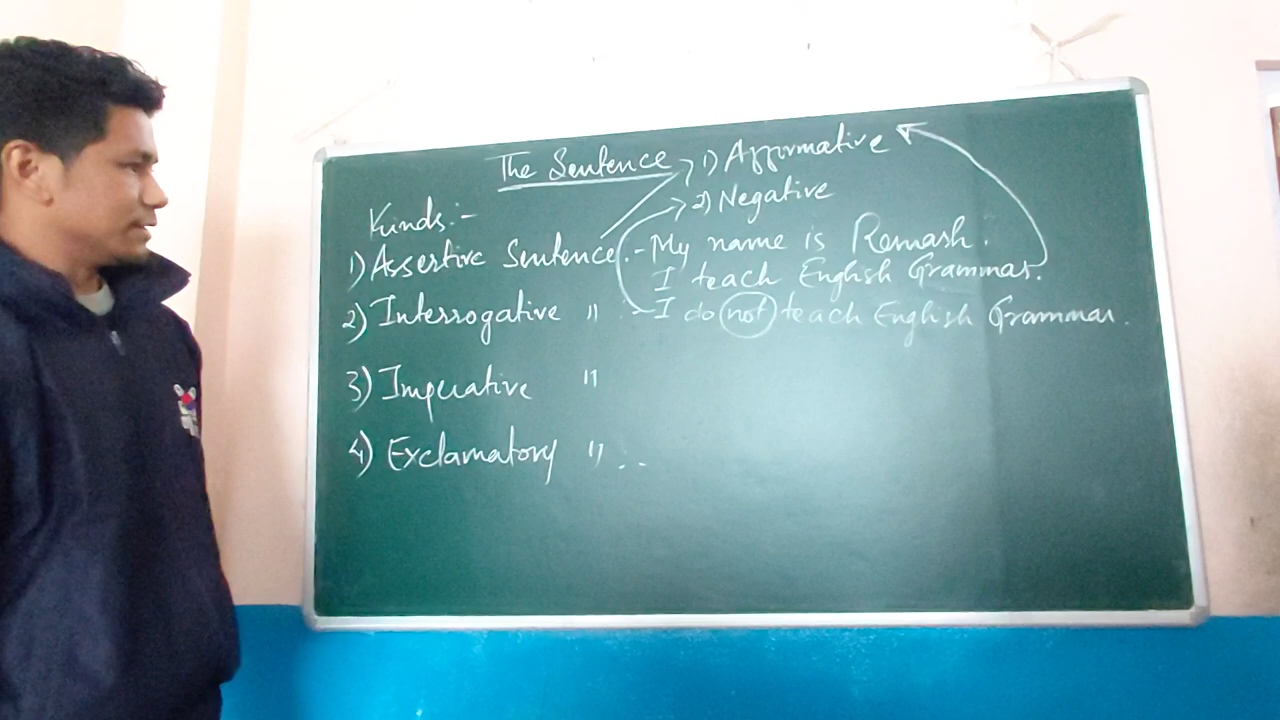 The Sentence 1) Affirmative
2) Negative
Kinds:-
1) Assertive Sentence :- My name is Ramash.
I teach English Grammar.
2) Interrogative " :- I do not teach English Grammar.
3) Imperative "
4) Exclamatory " ..